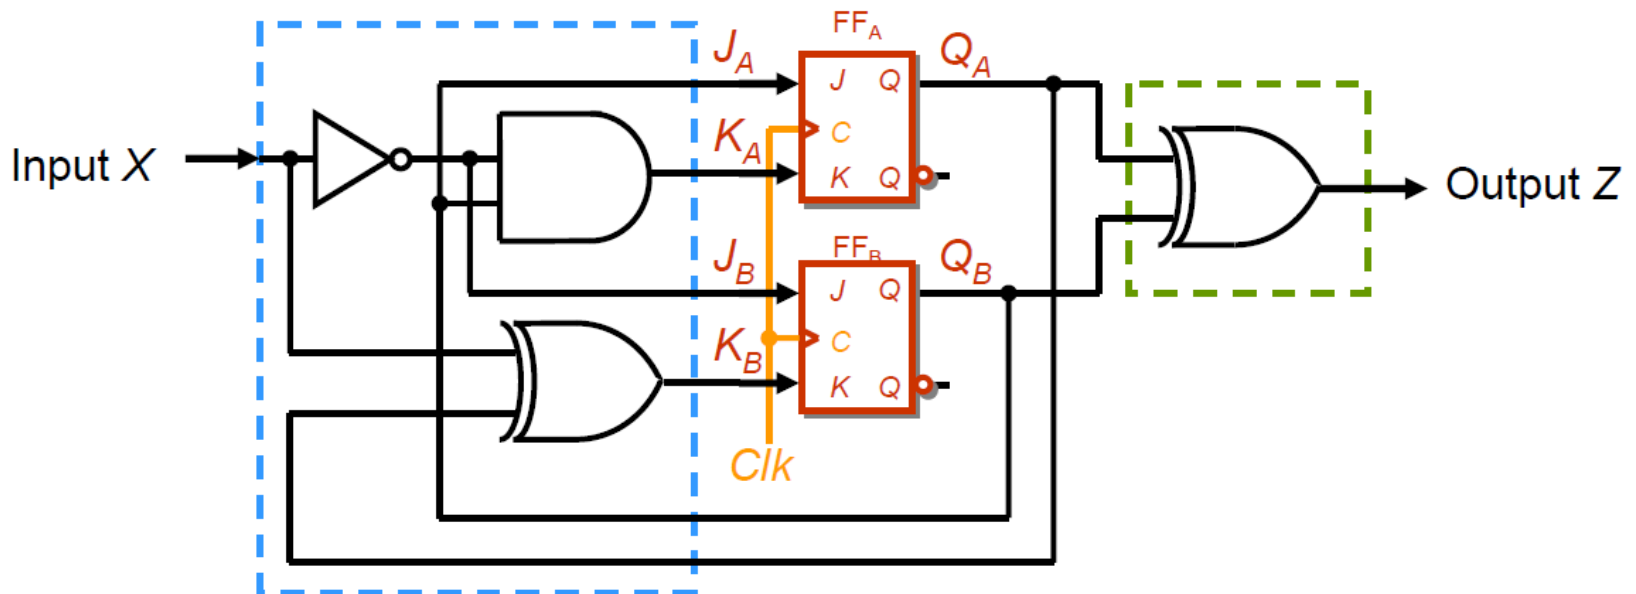 FFA
JA
QA
J Q
C
KA
K Q
Input X
Output Z
FFB
JB
QB
J Q
C
KB
K Q
Clk